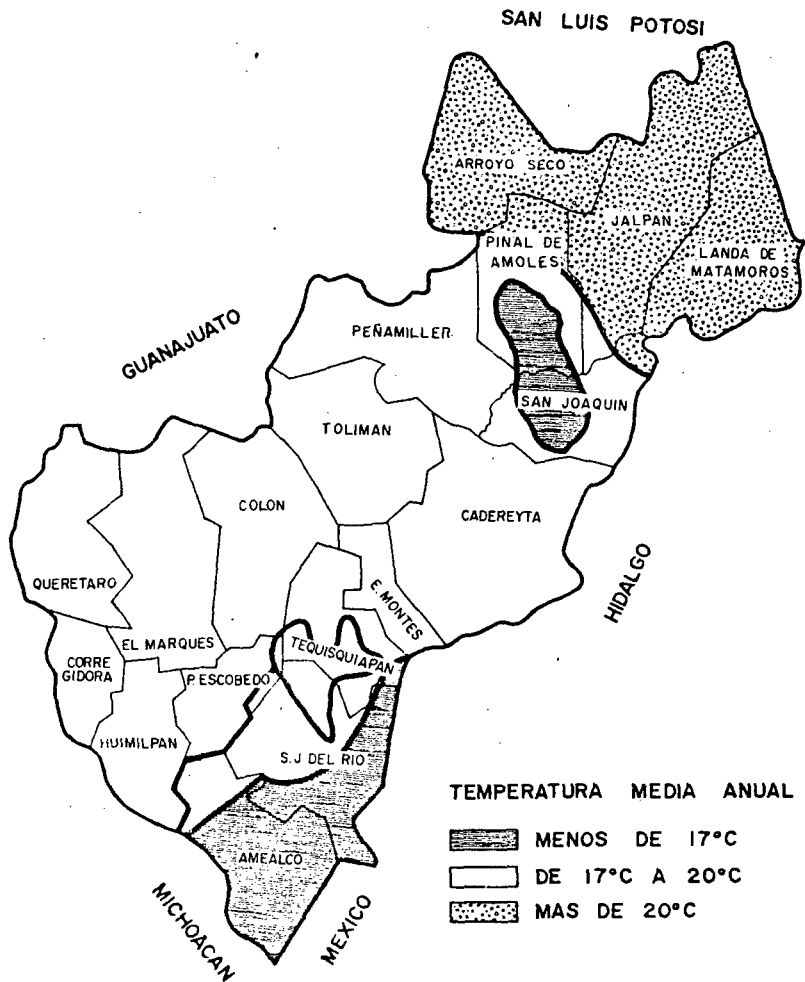 SAN LUIS POTOSI
ARROYO SECO
JALPAN
PINAL DE
AMOLES
LANDA DE
MATAMOROS
GUANAJUATO
PEÑAMILLER
SAN JOAQUIN
TOLIMAN
COLON
CADEREYTA
HIDALGO
QUERETARO
E. MONTES
EL MARQUES
TEQUISQUIAPAN
CORRE
GIDORA
P. ESCOBEDO
HUIMILPAN
S.J DEL RIO
AMEALCO
MICHOACAN
MEXICO
TEMPERATURA MEDIA ANUAL
MENOS DE 17°C
DE 17°C A 20°C
MAS DE 20°C